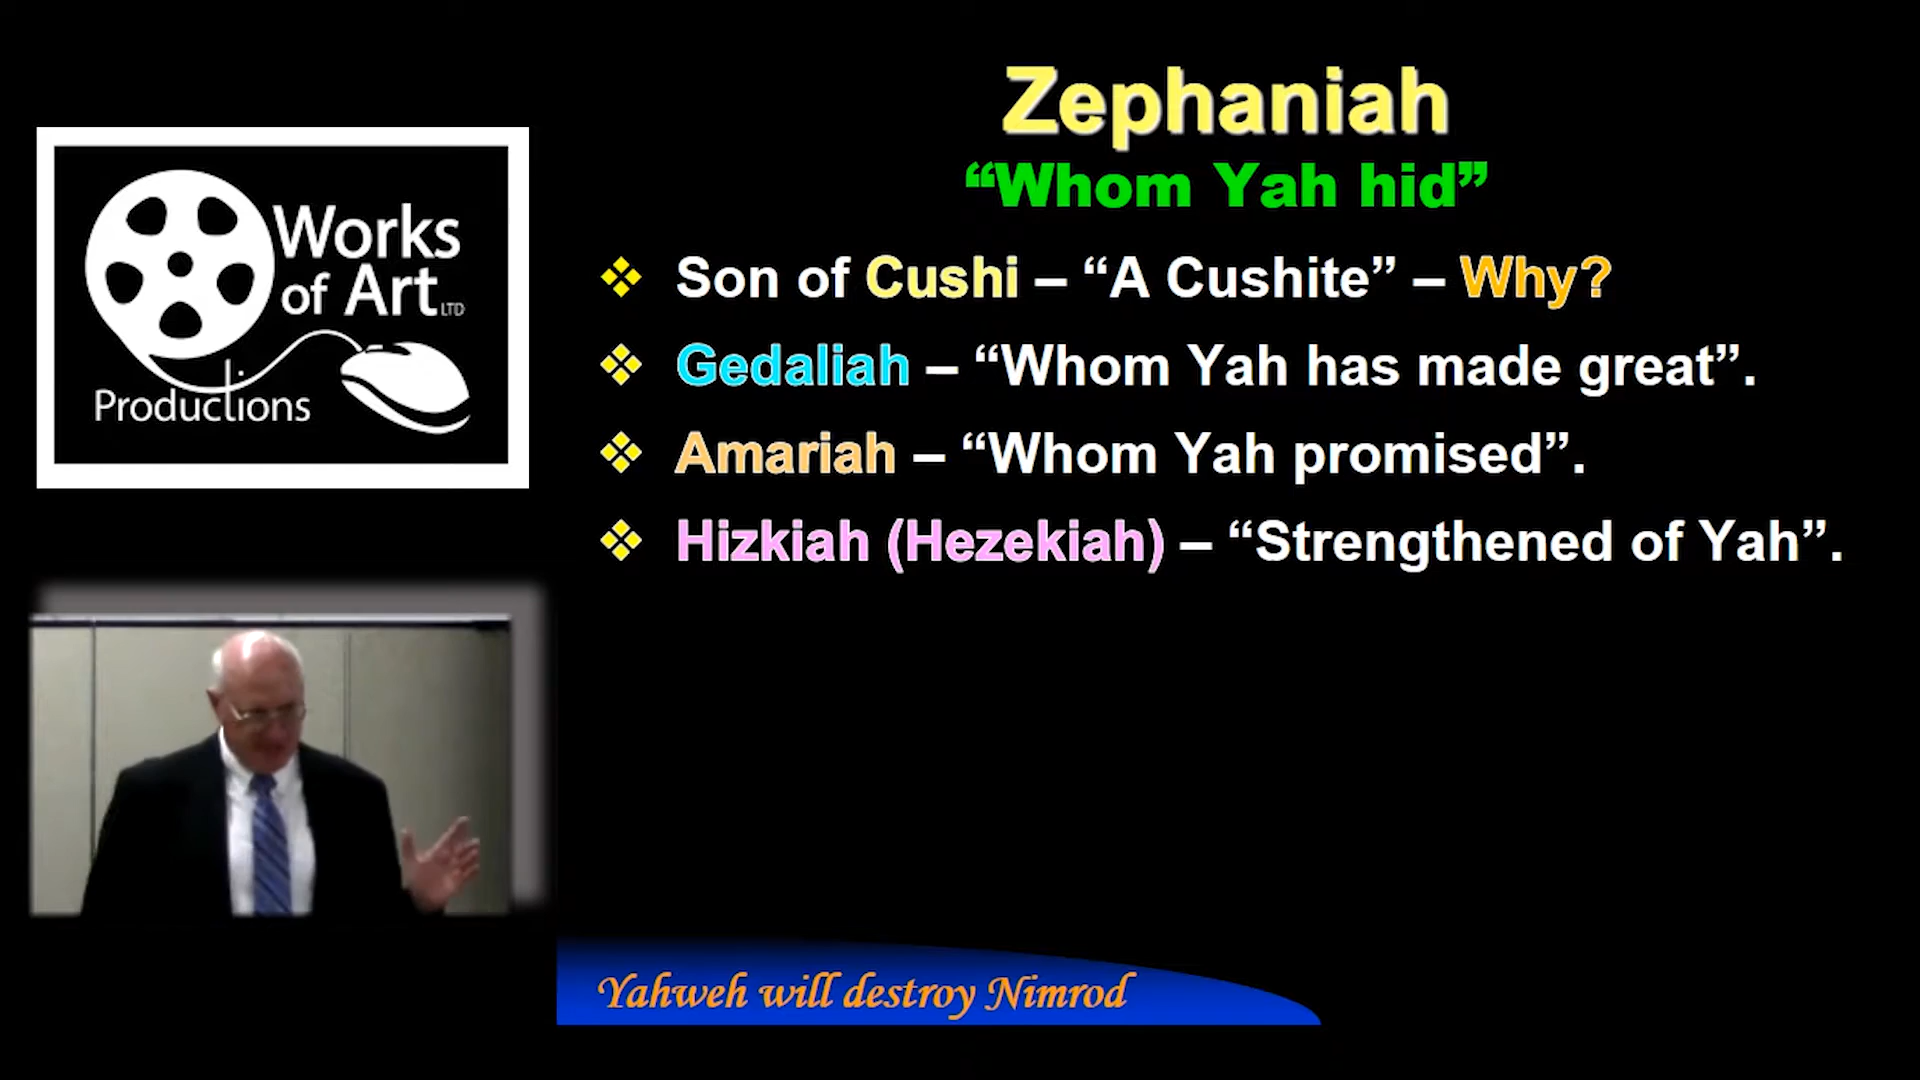 Works
of Art LTD
Productions
Zephaniah
“Whom Yah hid”
❖ Son of Cushi – “A Cushite” – Why?
❖ Gedaliah – “Whom Yah has made great”.
❖ Amariah – “Whom Yah promised”.
❖ Hizkiah (Hezekiah) – “Strengthened of Yah”.
Yahweh will destroy Nimrod